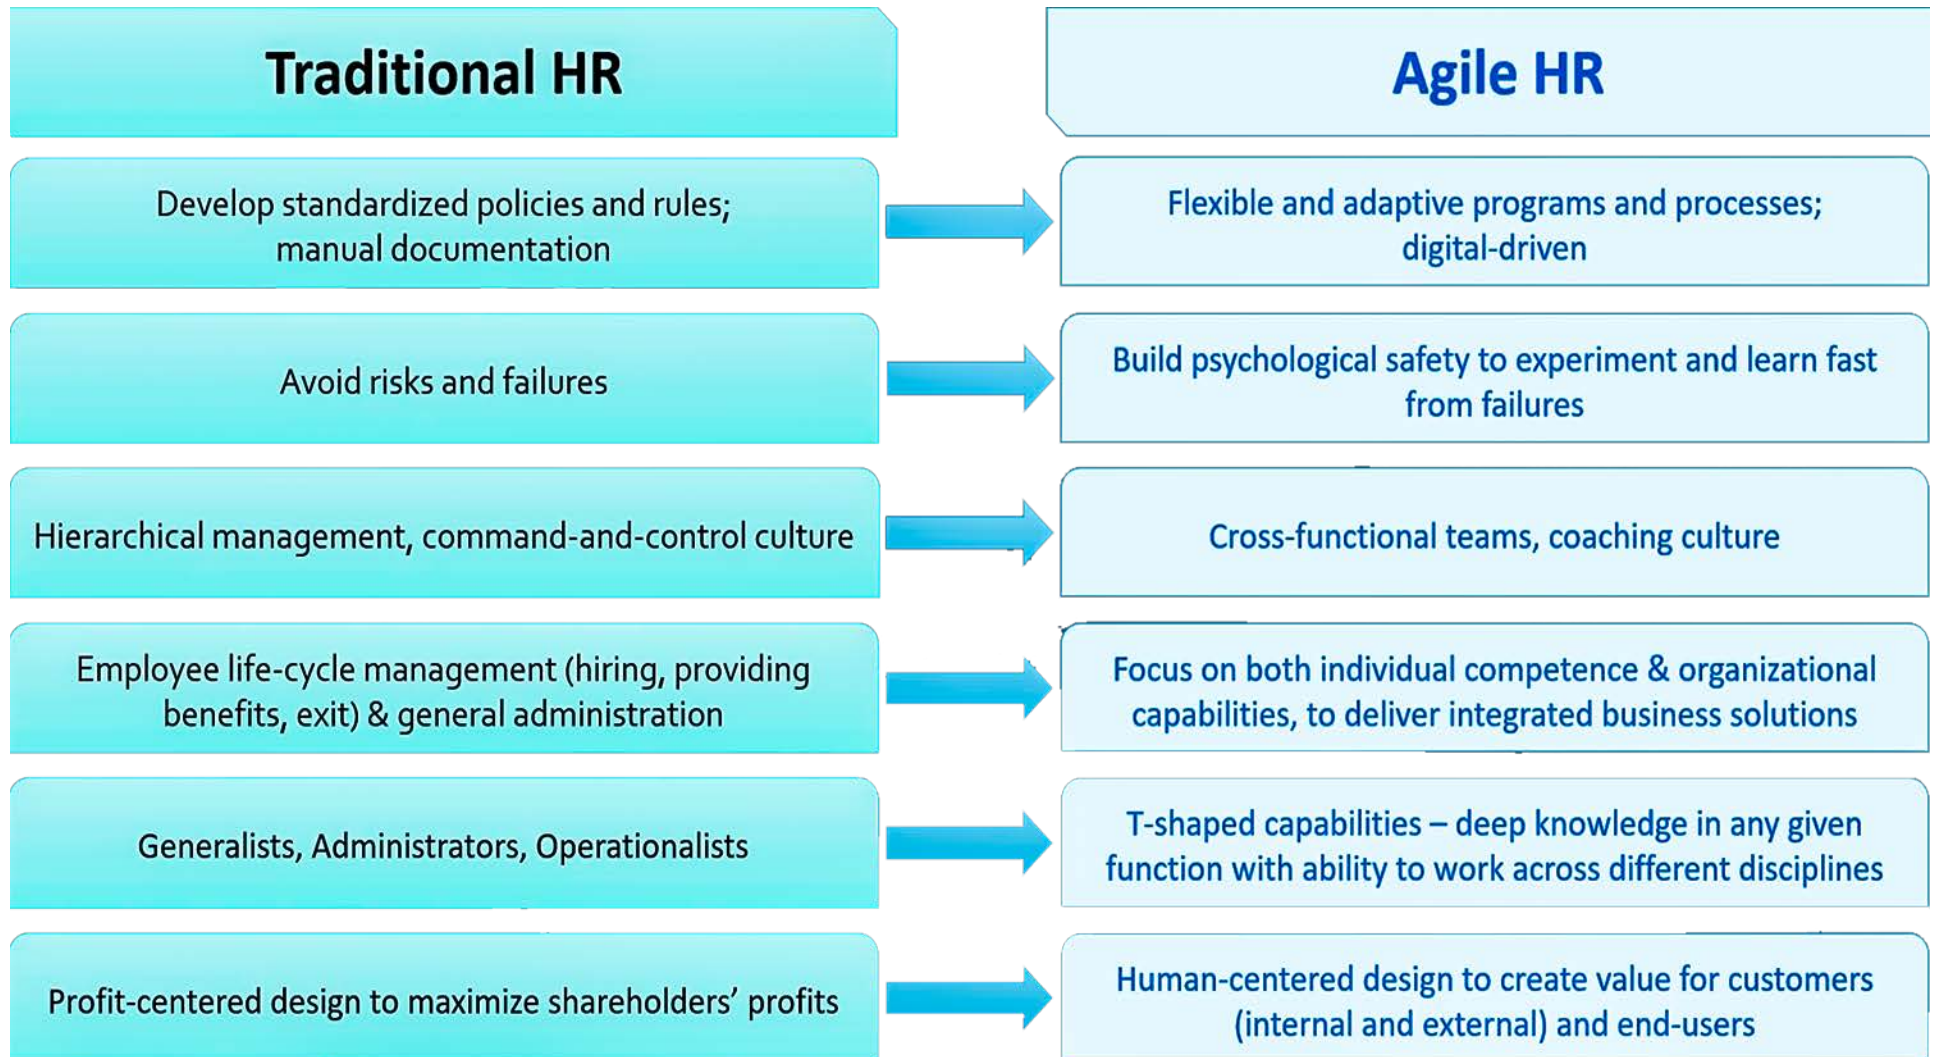 Traditional HR
Agile HR
Develop standardized policies and rules;
manual documentation
Flexible and adaptive programs and processes;
digital-driven
Avoid risks and failures
Build psychological safety to experiment and learn fast
from failures
Hierarchical management, command-and-control culture
Cross-functional teams, coaching culture
Employee life-cycle management (hiring, providing
benefits, exit) & general administration
Focus on both individual competence & organizational
capabilities, to deliver integrated business solutions
Generalists, Administrators, Operationalists
T-shaped capabilities – deep knowledge in any given
function with ability to work across different disciplines
Profit-centered design to maximize shareholders’ profits
Human-centered design to create value for customers
(internal and external) and end-users